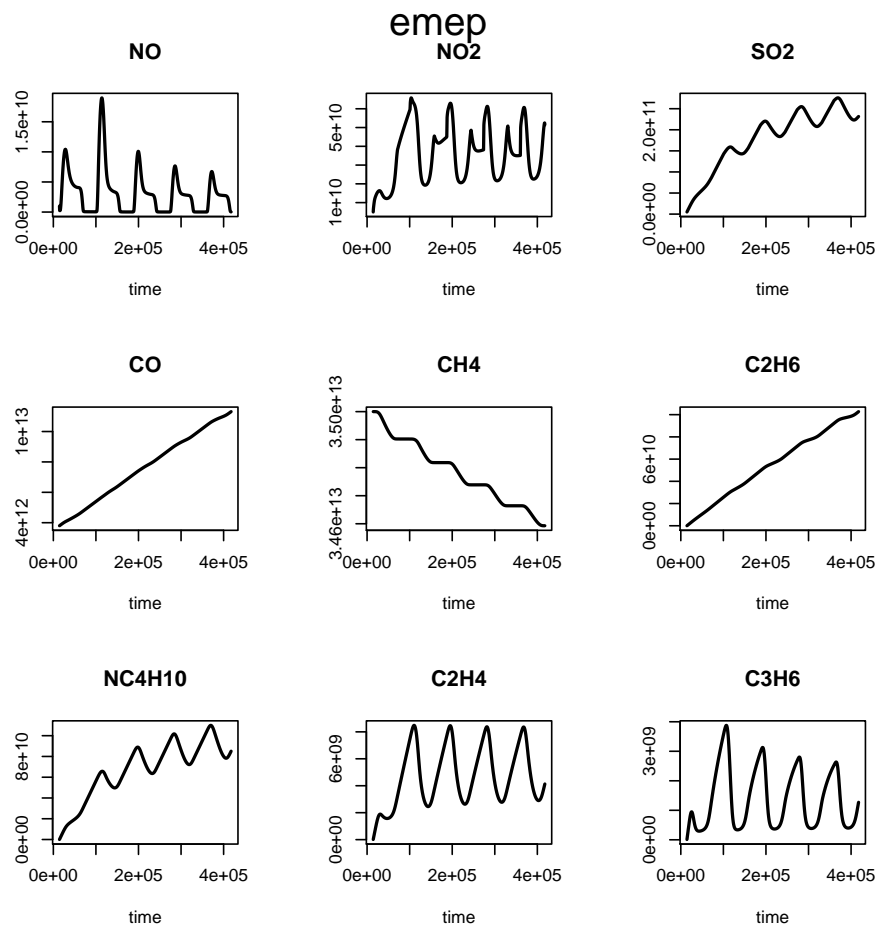 emep
NO
NO2
SO2
0.0e+00 1.5e+10
1e+10 5e+10
0.0e+00 2.0e+11
0e+00 2e+05 4e+05
0e+00 2e+05 4e+05
0e+00 2e+05 4e+05
time
time
time
CO
CH4
C2H6
4e+12 1e+13
3.46e+13 3.50e+13
0e+00 6e+10
0e+00 2e+05 4e+05
0e+00 2e+05 4e+05
0e+00 2e+05 4e+05
time
time
time
NC4H10
C2H4
C3H6
0e+00 8e+10
0e+00 6e+09
0e+00 3e+09
0e+00 2e+05 4e+05
0e+00 2e+05 4e+05
0e+00 2e+05 4e+05
time
time
time